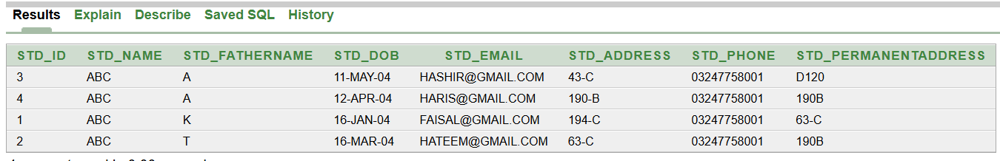 Results Explain Describe Saved SQL History
STD_ID STD_NAME STD_FATHERNAME STD_DOB STD_EMAIL STD_ADDRESS STD_PHONE STD_PERMANENTADDRESS
3 ABC A 11-MAY-04 HASHIR@GMAIL.COM 43-C 03247758001 D120
4 ABC A 12-APR-04 HARIS@GMAIL.COM 190-B 03247758001 190B
1 ABC K 16-JAN-04 FAISAL@GMAIL.COM 194-C 03247758001 63-C
2 ABC T 16-MAR-04 HATEEM@GMAIL.COM 63-C 03247758001 190B